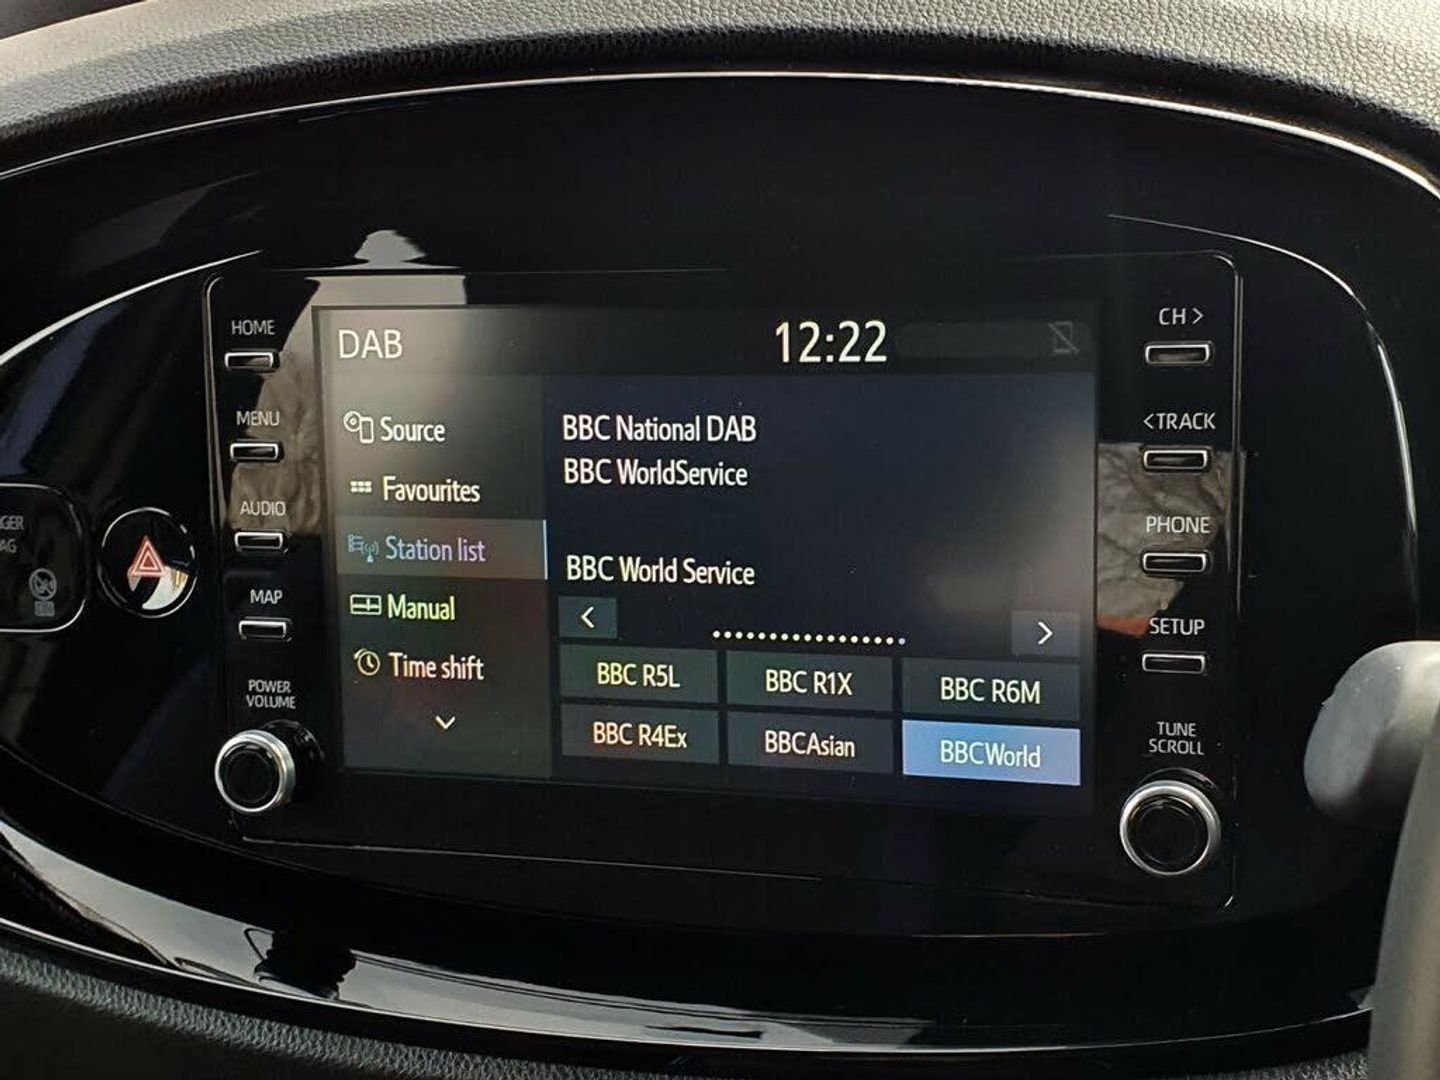 HOME
MENU
AUDIO
MAP
POWER
VOLUME
DAB
12:22
Source
Favourites
Station list
Manual
Time shift
BBC National DAB
BBC WorldService
BBC World Service
<
>
BBC R5L
BBC R1X
BBC R6M
BBC R4Ex
BBCAsian
BBCWorld
CH >
<TRACK
PHONE
SETUP
TUNE
SCROLL